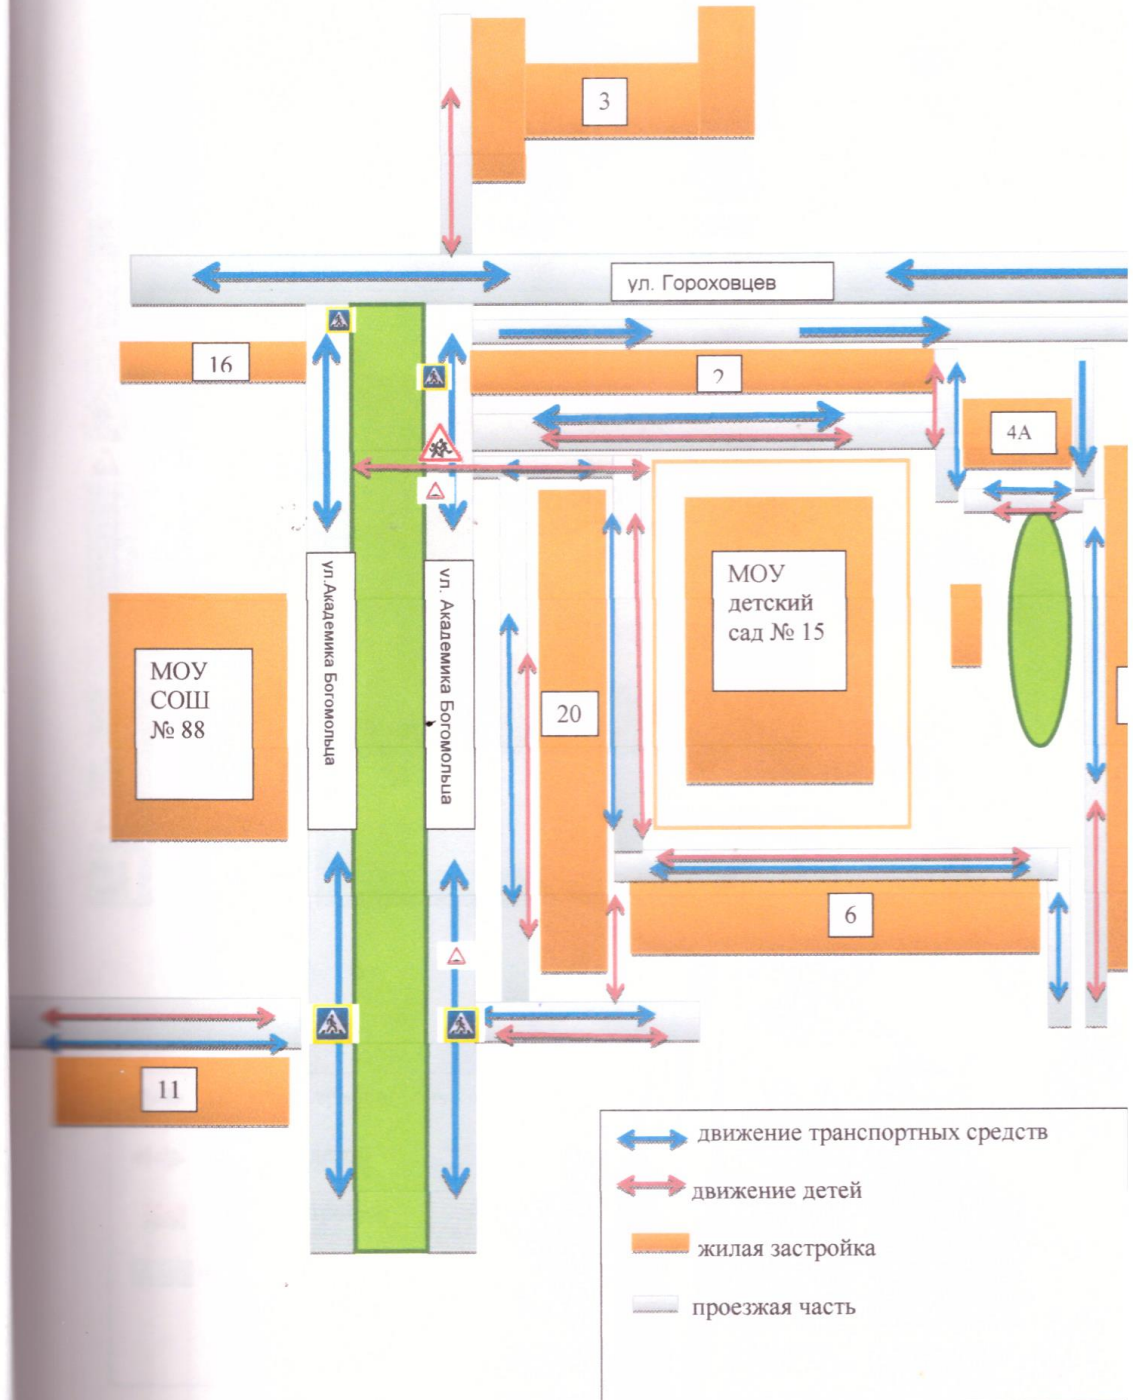 3
ул. Гороховцев
16
2
4А
МОУ
детский
сад № 15
ул.Академика Богомольца
ул. Академика Богомольца
МОУ
СОШ
№ 88
20
6
11
движение транспортных средств
движение детей
жилая застройка
проезжая часть